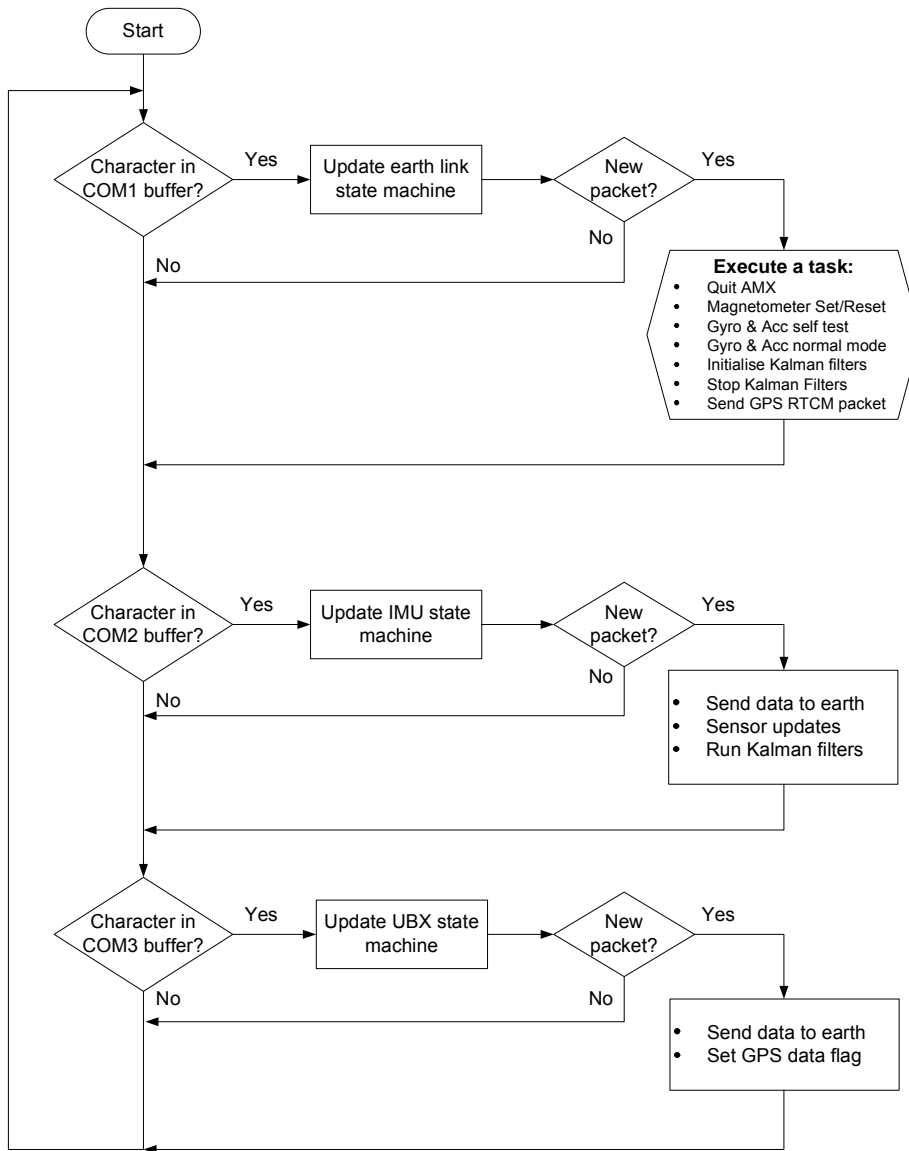 Start
Character in
COM1 buffer?
Yes
Update earth link
state machine
New
packet?
Yes
No
No
Execute a task:
• Quit AMX
• Magnetometer Set/Reset
• Gyro & Acc self test
• Gyro & Acc normal mode
• Initialise Kalman filters
• Stop Kalman Filters
• Send GPS RTCM packet
Character in
COM2 buffer?
Yes
Update IMU state
machine
New
packet?
Yes
No
No
• Send data to earth
• Sensor updates
• Run Kalman filters
Character in
COM3 buffer?
Yes
Update UBX state
machine
New
packet?
Yes
No
No
• Send data to earth
• Set GPS data flag